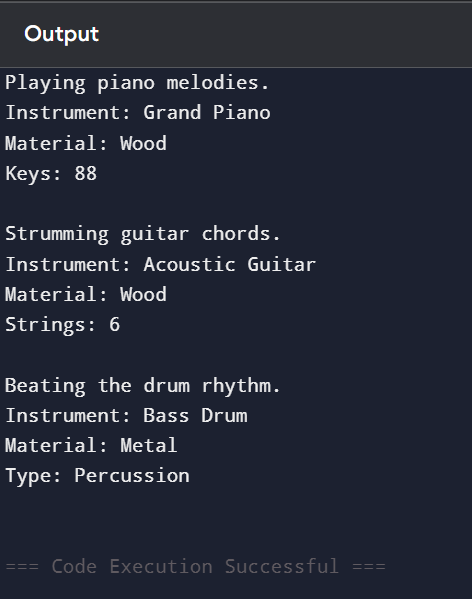 Output
Playing piano melodies.
Instrument: Grand Piano
Material: Wood
Keys: 88
Strumming guitar chords.
Instrument: Acoustic Guitar
Material: Wood
Strings: 6
Beating the drum rhythm.
Instrument: Bass Drum
Material: Metal
Type: Percussion
=== Code Execution Successful ===